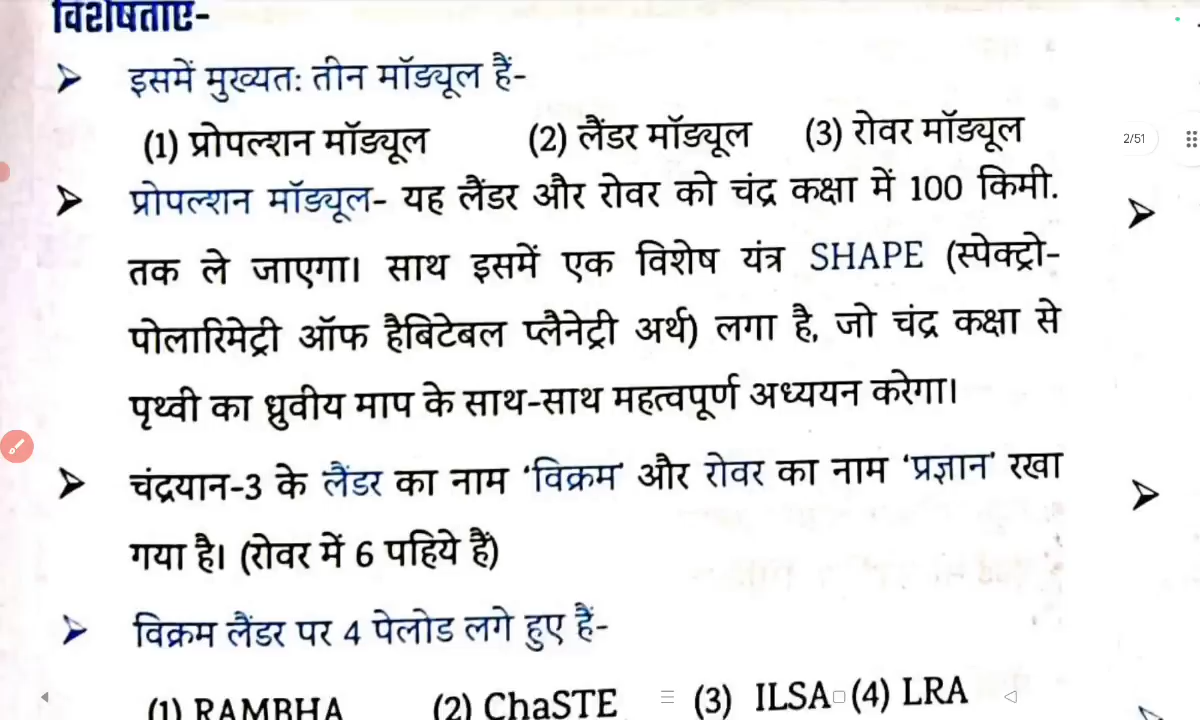 विशेषताएं-
इसमें मुख्यत: तीन मॉड्यूल हैं-
(1) प्रोपल्शन मॉड्यूल (2) लैंडर मॉड्यूल (3) रोवर मॉड्यूल
2/51
प्रोपल्शन मॉड्यूल- यह लैंडर और रोवर को चंद्र कक्षा में 100 किमी.
तक ले जाएगा। साथ इसमें एक विशेष यंत्र SHAPE (स्पेक्ट्रो-
पोलारिमेट्री ऑफ हैबिटेबल प्लैनेट्री अर्थ) लगा है, जो चंद्र कक्षा से
पृथ्वी का ध्रुवीय माप के साथ-साथ महत्वपूर्ण अध्ययन करेगा।
चंद्रयान-3 के लैंडर का नाम ‘विक्रम’ और रोवर का नाम ‘प्रज्ञान’ रखा
गया है। (रोवर में 6 पहिये हैं)
विक्रम लैंडर पर 4 पेलोड लगे हुए हैं-
(1) RAMBHA (2) ChaSTE (3) ILSA (4) LRA